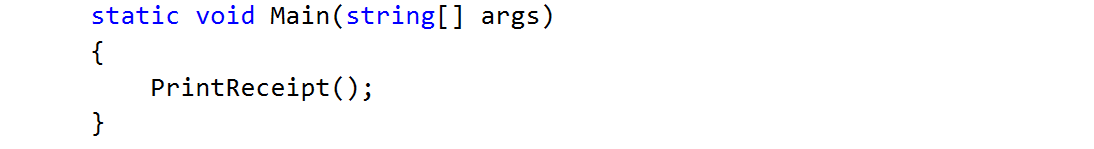 static void Main(string[] args)
{
    PrintReceipt();
}